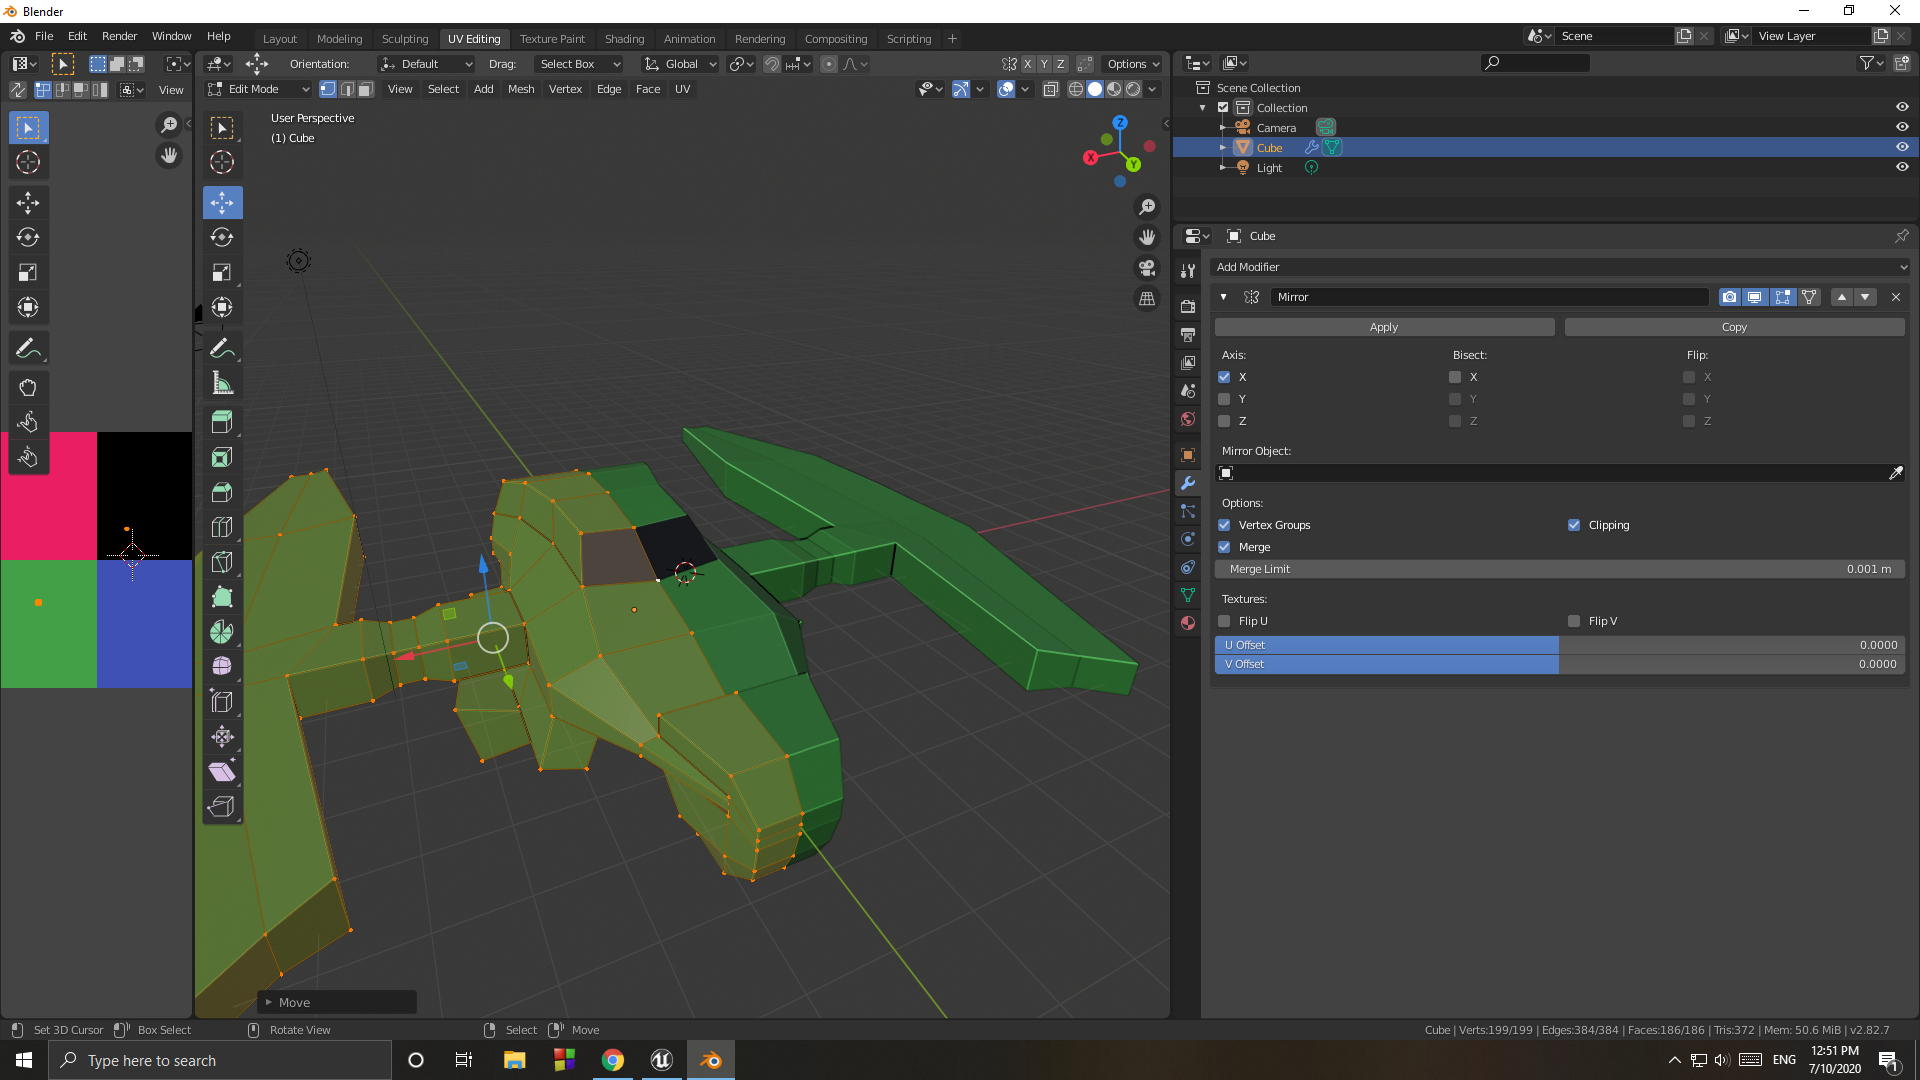 Blender
File Edit Render Window Help
Layout Modeling Sculpting UV Editing Texture Paint Shading Animation Rendering Compositing Scripting +
Scene
View Layer
Orientation: Default Drag: Select Box Global X Y Z Options
View
Edit Mode View Select Add Mesh Vertex Edge Face UV
User Perspective
(1) Cube
Z
X
Y
Scene Collection
Collection
Camera
Cube
Light
Cube
Add Modifier
Mirror
Apply Copy
Axis: Bisect: Flip:
X X X
Y Y Y
Z Z Z
Mirror Object:
Options:
Vertex Groups Clipping
Merge
Merge Limit 0.001 m
Textures:
Flip U Flip V
U Offset 0.0000
V Offset 0.0000
Move
Set 3D Cursor Box Select Rotate View Select Move
Cube | Verts:199/199 | Edges:384/384 | Faces:186/186 | Tris:372 | Mem: 50.6 MiB | v2.82.7
Type here to search
ENG
12:51 PM
7/10/2020
1